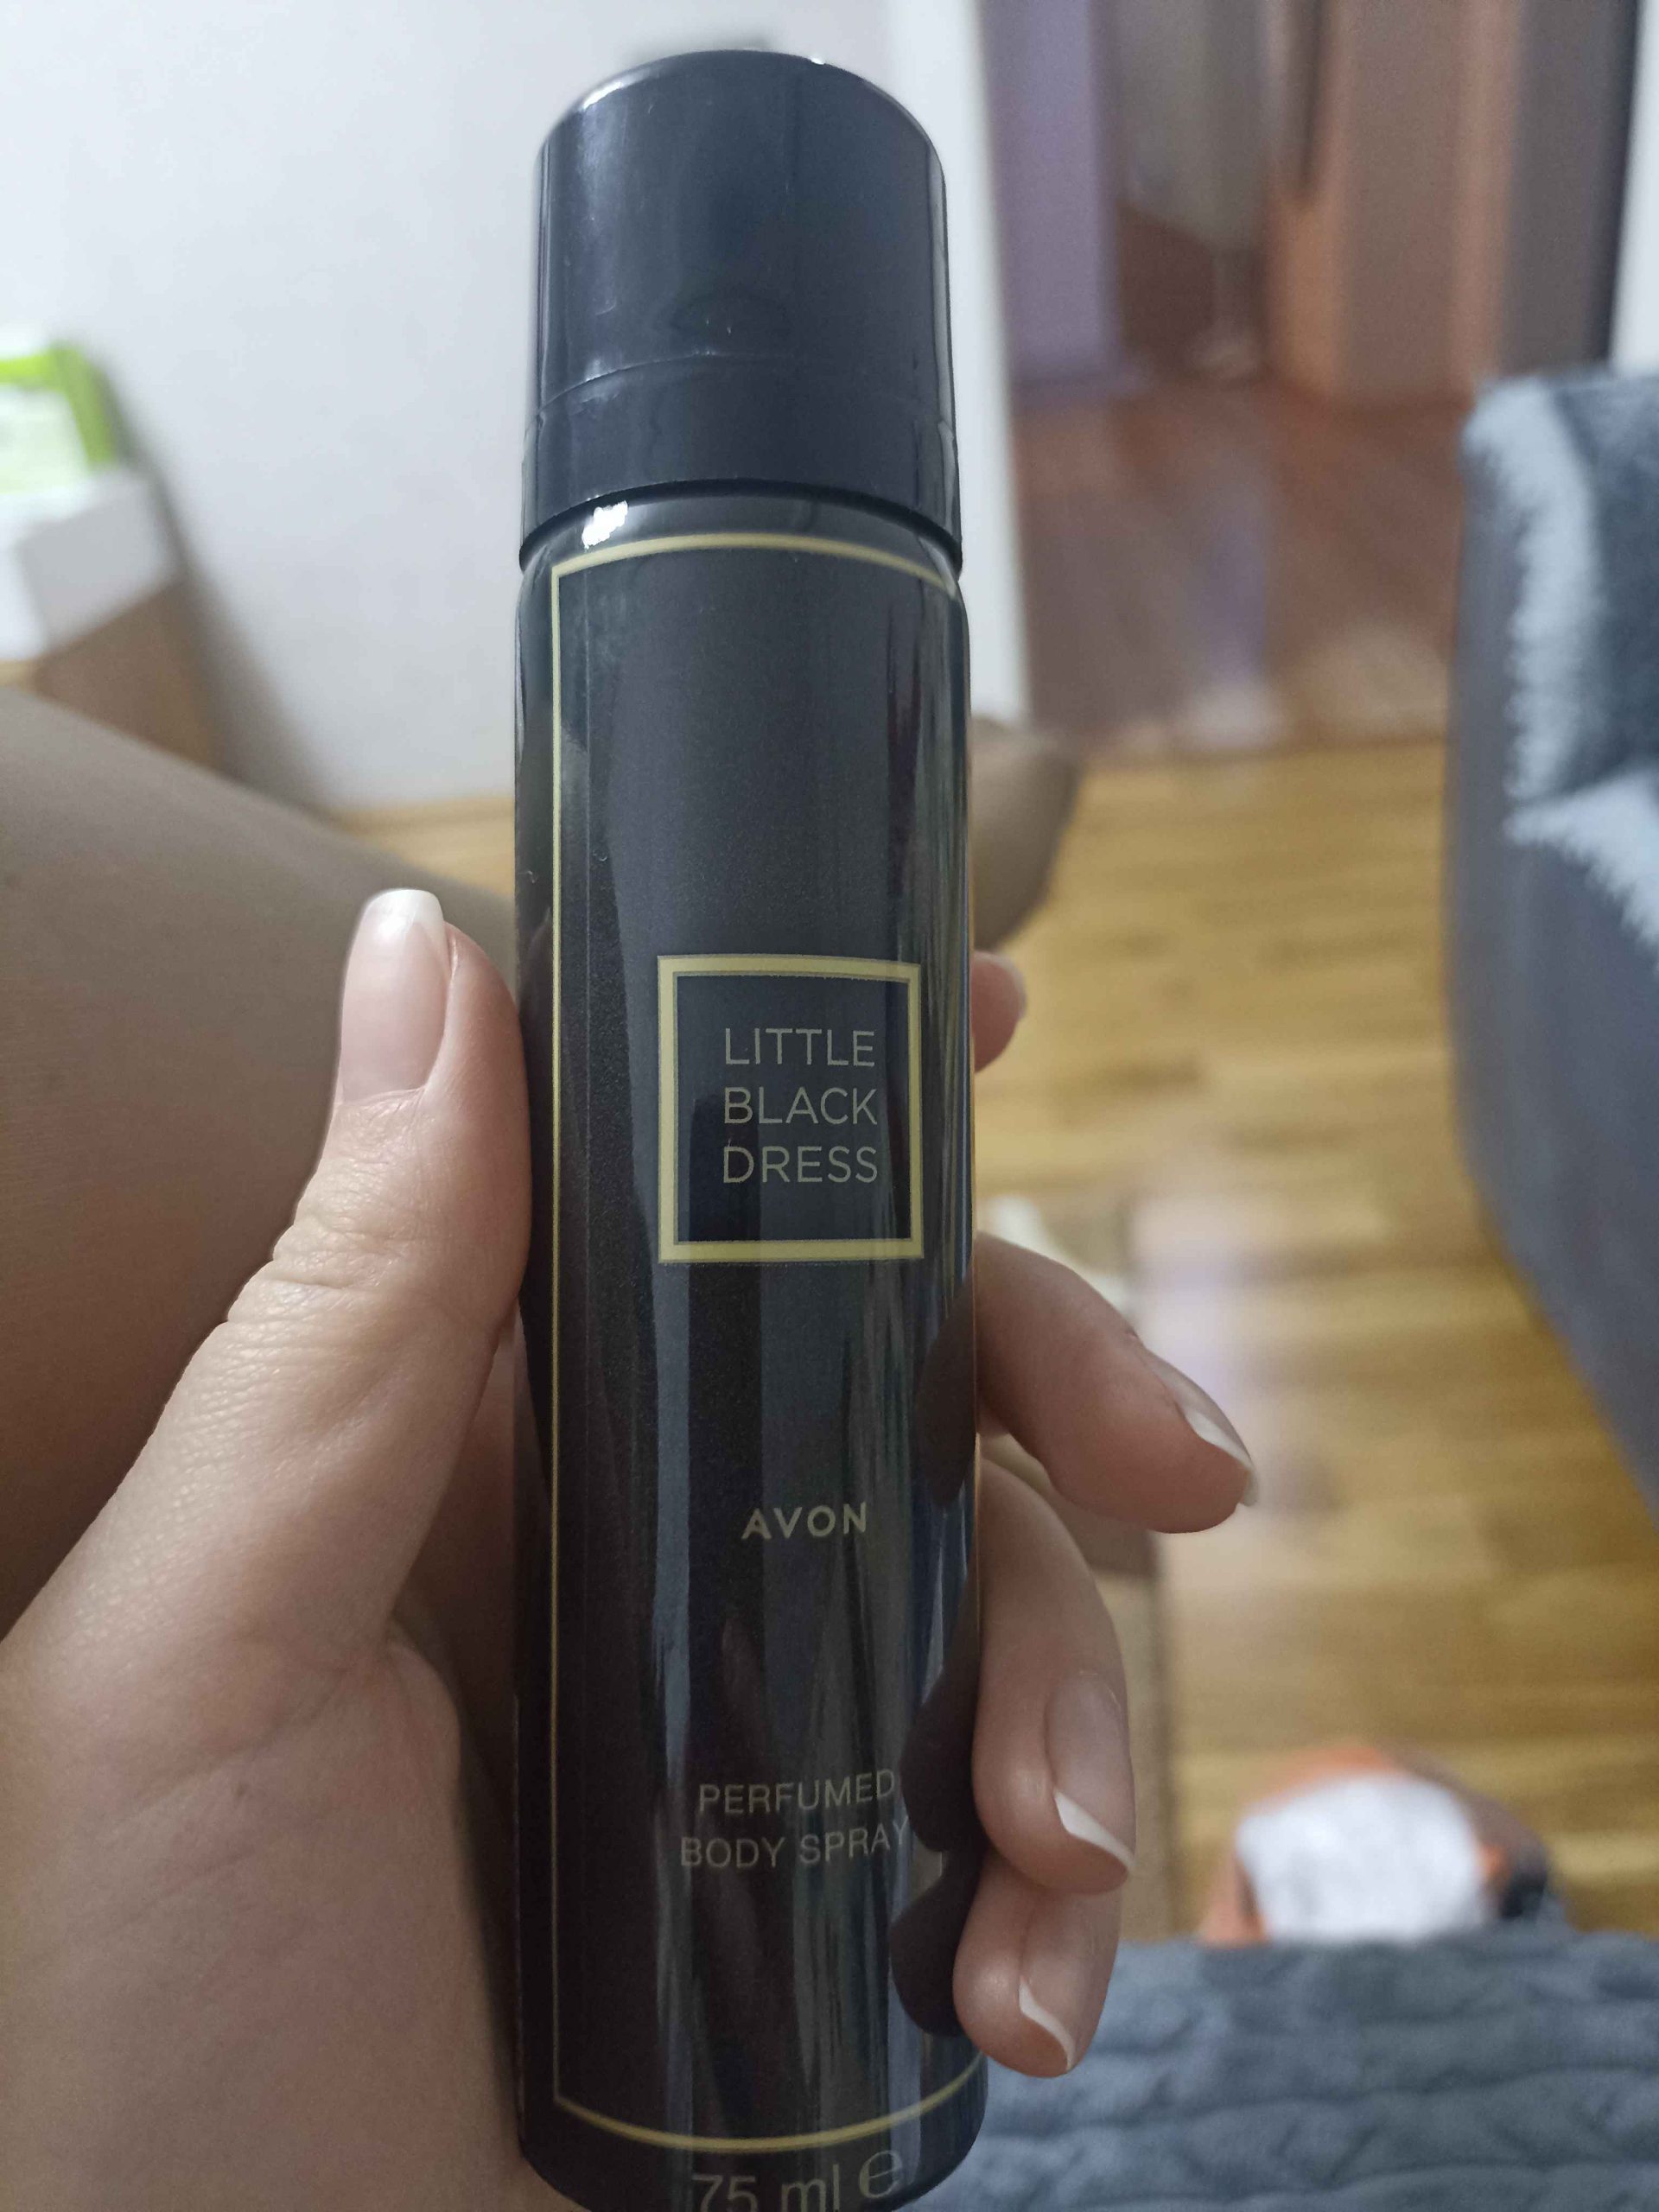 LITTLE
BLACK
DRESS
AVON
PERFUMED
BODY SPRAY
75 ml ℮